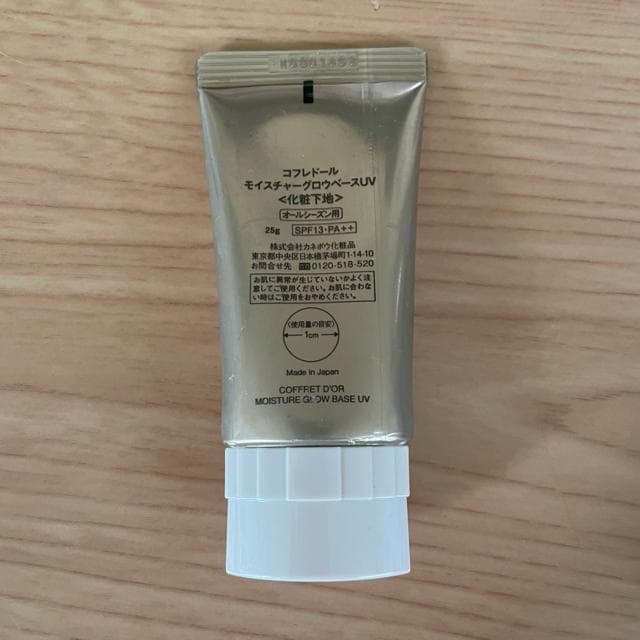 コフレドール
モイスチャーグロウベースUV
<化粧下地>
オールシーズン用
25g SPF13・PA++
株式会社カネボウ化粧品
東京都中央区日本橋茅場町1-14-10
お問合せ先 0120-518-520
お肌に異常が生じていないかよく注
意してご使用ください。お肌に合わな
い時はご使用をおやめください。
〈使用量の目安〉
1cm
Made in Japan
COFFRET D'OR
MOISTURE GLOW BASE UV